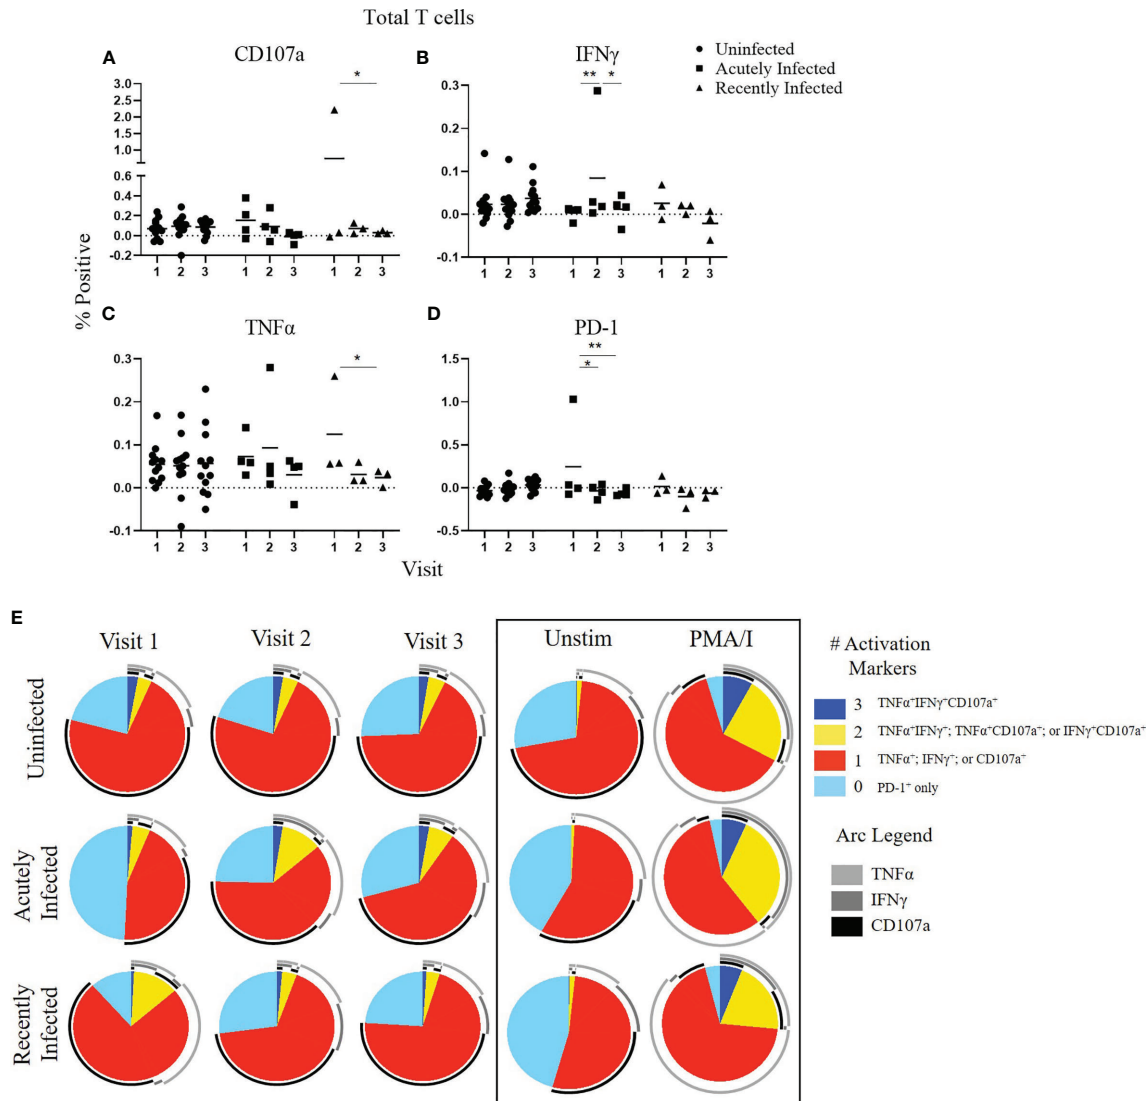 Total T cells
A
CD107a
3.0
2.5
2.0
1.5
1.0
0.6
0.4
0.2
0.0
-0.2
*
1 2 3 1 2 3 1 2 3
B
IFNγ
0.3
0.2
0.1
0.0
-0.1
** *
1 2 3 1 2 3 1 2 3
Uninfected
Acutely Infected
Recently Infected
% Positive
C
TNFα
0.3
0.2
0.1
0.0
-0.1
*
1 2 3 1 2 3 1 2 3
D
PD-1
1.5
1.0
0.5
0.0
-0.5
**
*
1 2 3 1 2 3 1 2 3
Visit
E
Visit 1 Visit 2 Visit 3 Unstim PMA/I
Uninfected
Acutely
Infected
Recently
Infected
# Activation
Markers
3 TNFα⁺IFNγ⁺CD107a⁺
2 TNFα⁺IFNγ⁺; TNFα⁺CD107a⁺; or IFNγ⁺CD107a⁺
1 TNFα⁺; IFNγ⁺; or CD107a⁺
0 PD-1⁺ only
Arc Legend
TNFα
IFNγ
CD107a